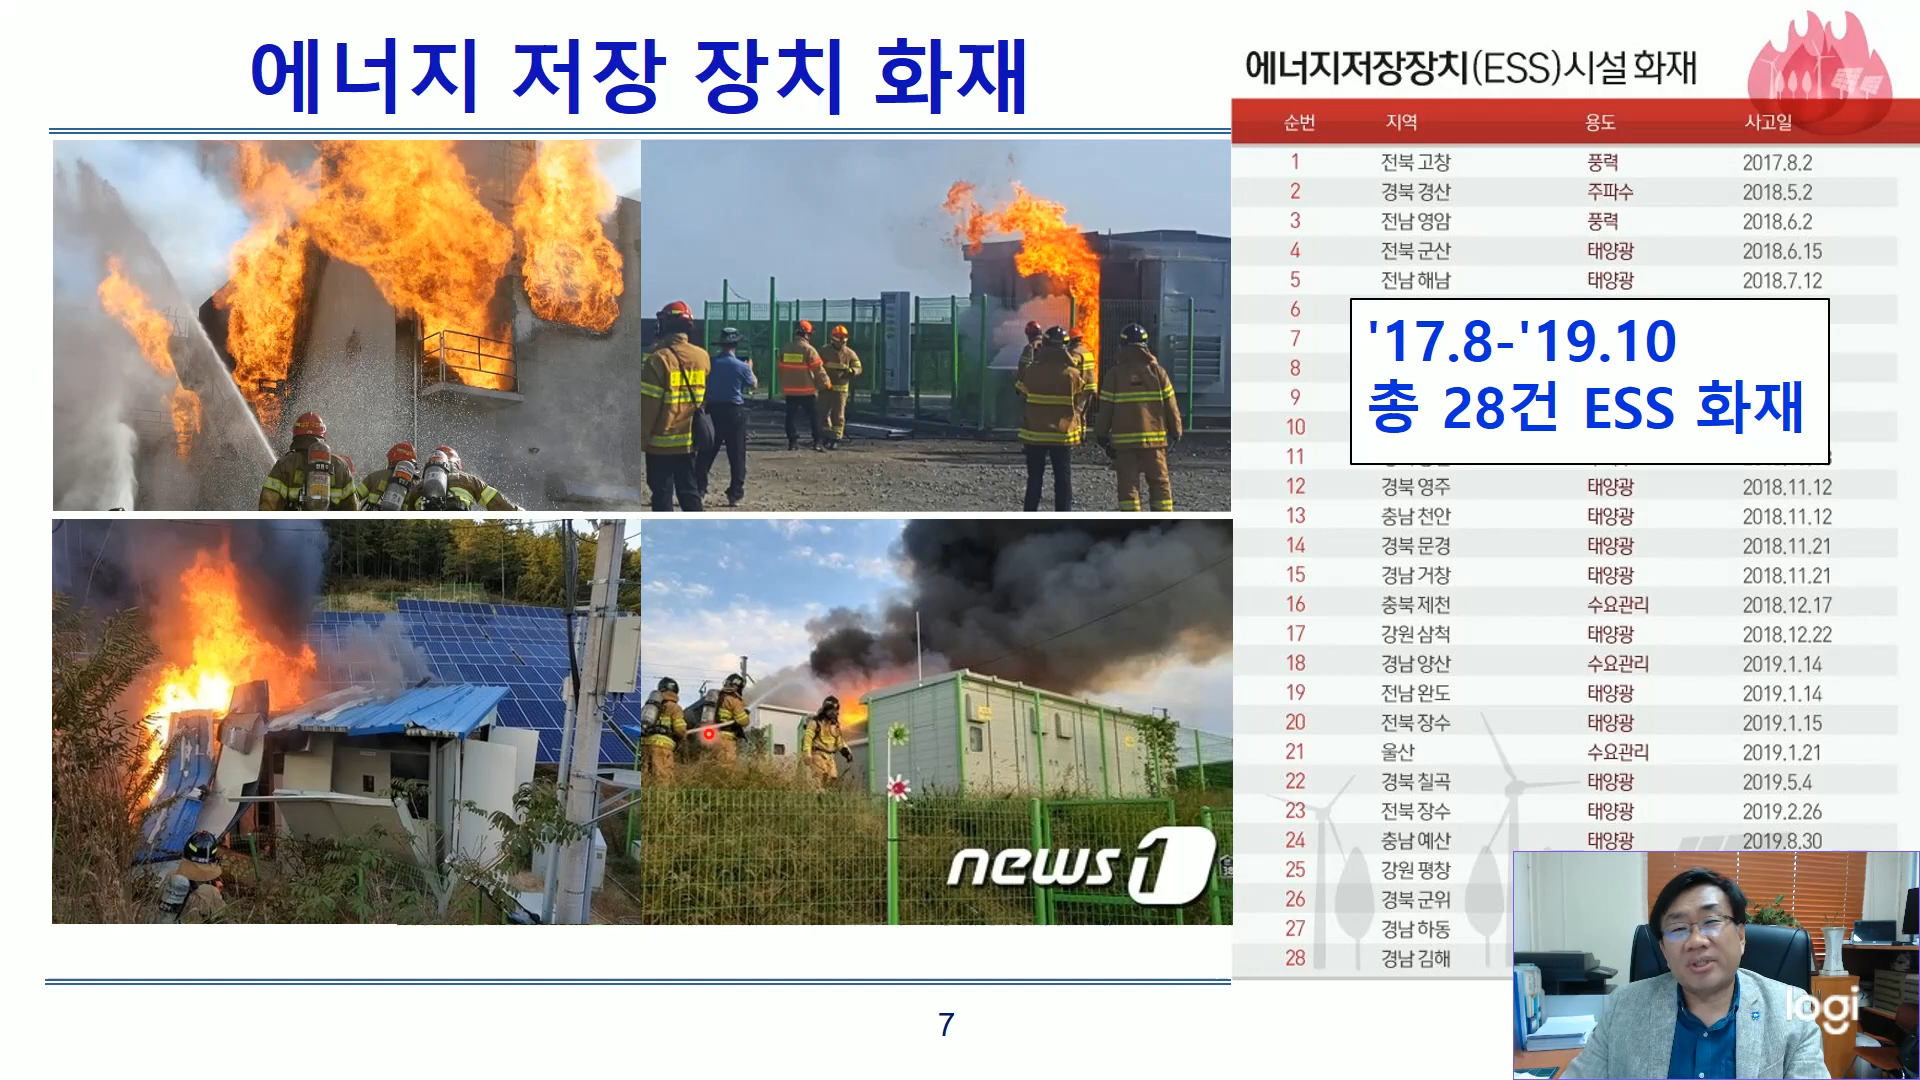 에너지 저장 장치 화재
에너지저장장치(ESS)시설 화재
순번 지역 용도 사고일
1 전북 고창 풍력 2017.8.2
2 경북 경산 주파수 2018.5.2
3 전남 영암 풍력 2018.6.2
4 전북 군산 태양광 2018.6.15
5 전남 해남 태양광 2018.7.12
6
7
8
9
10
11
'17.8-'19.10
총 28건 ESS 화재
12 경북 영주 태양광 2018.11.12
13 충남 천안 태양광 2018.11.12
14 경북 문경 태양광 2018.11.21
15 경남 거창 태양광 2018.11.21
16 충북 제천 수요관리 2018.12.17
17 강원 삼척 태양광 2018.12.22
18 경남 양산 수요관리 2019.1.14
19 전남 완도 태양광 2019.1.14
20 전북 장수 태양광 2019.1.15
21 울산 수요관리 2019.1.21
22 경북 칠곡 태양광 2019.5.4
23 전북 장수 태양광 2019.2.26
24 충남 예산 태양광 2019.8.30
25 강원 평창
26 경북 군위
27 경남 하동
28 경남 김해
news1
logi
7